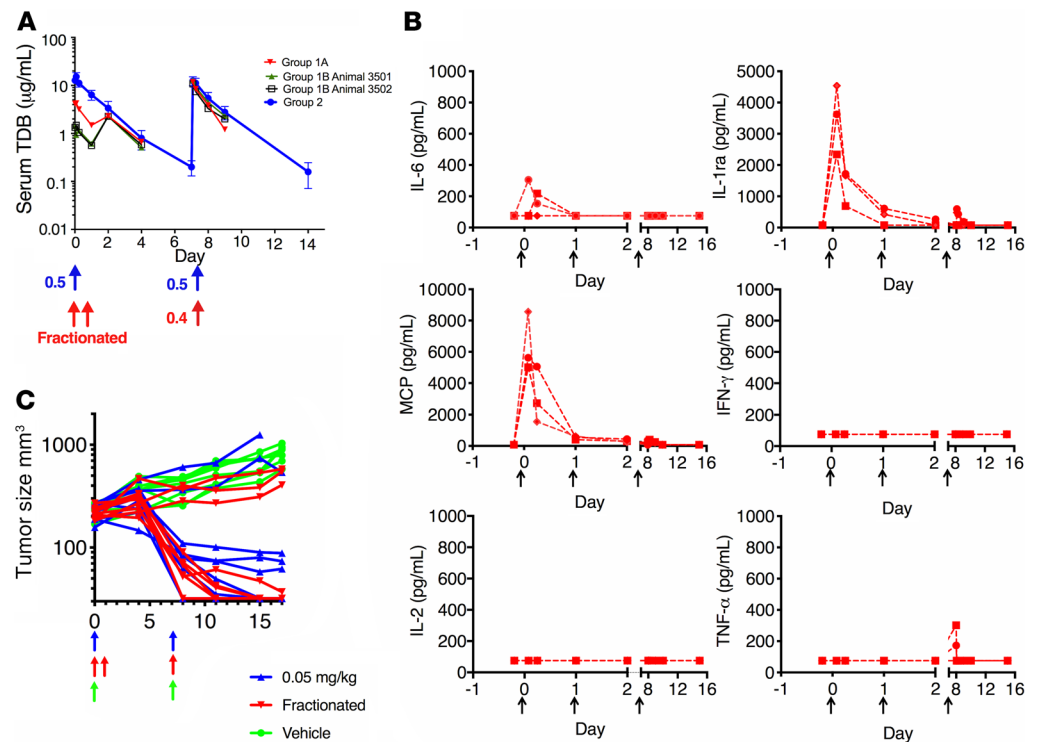 A
Serum TDB (µg/mL)
100
10
1
0.1
0.01
0 2 4 6 8 10 12 14
Day
Group 1A
Group 1B Animal 3501
Group 1B Animal 3502
Group 2
0.5 0.5
0.4
Fractionated
B
IL-6 (pg/mL)
1000
800
600
400
200
0
-1 0 1 2 8 12 16
Day
IL-1ra (pg/mL)
5000
4000
3000
2000
1000
0
-1 0 1 2 8 12 16
Day
MCP (pg/mL)
10000
8000
6000
4000
2000
0
-1 0 1 2 8 12 16
Day
IFN-γ (pg/mL)
1000
800
600
400
200
0
-1 0 1 2 8 12 16
Day
IL-2 (pg/mL)
1000
800
600
400
200
0
-1 0 1 2 8 12 16
Day
TNF-α (pg/mL)
1000
800
600
400
200
0
-1 0 1 2 8 12 16
Day
C
Tumor size mm³
1000
100
0 5 10 15
0.05 mg/kg
Fractionated
Vehicle